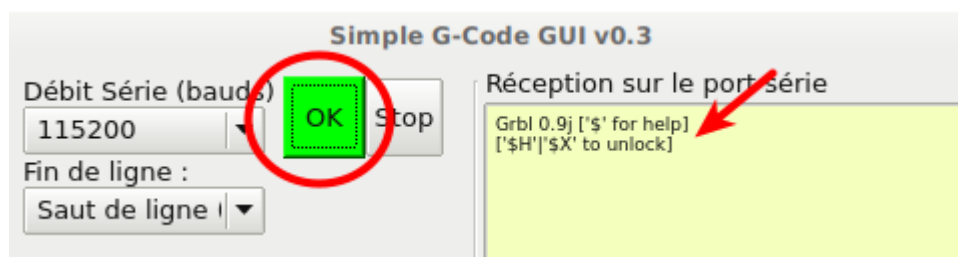 Simple G-Code GUI v0.3
Débit Série (bauds)
115200
OK
Stop
Fin de ligne :
Saut de ligne (
Réception sur le port série
Grbl 0.9j ['$' for help]
['$H'|'$X' to unlock]